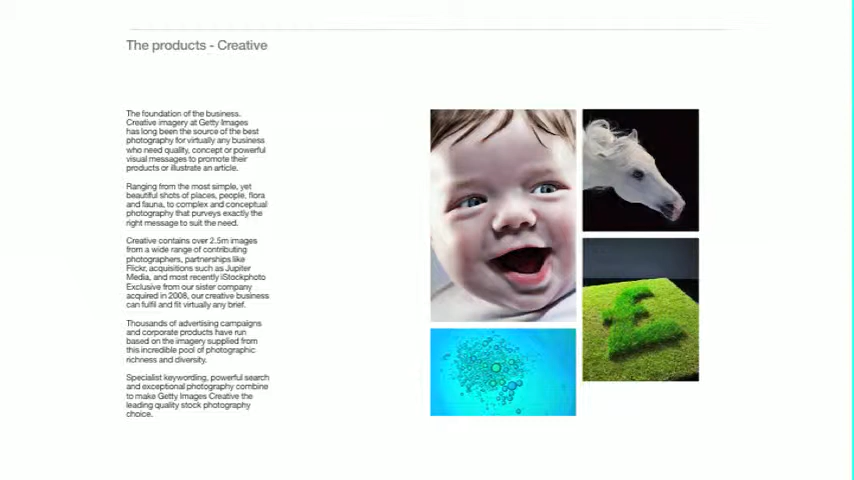 The products - Creative
The foundation of the business.
Creative imagery at Getty Images
has long been the source of the best
photography for virtually any business
who need quality, concept or powerful
visual messages to promote their
products or illustrate an article.
Ranging from the most simple, yet
beautiful shots of places, people, flora
and fauna, to complex and conceptual
photography that purveys exactly the
right message to suit the need.
Creative contains over 2.5m images
from a wide range of contributing
photographers, partnerships like
Flickr, acquisitions such as Jupiter
Media, and most recently iStockphoto
Exclusive from our sister company
acquired in 2008, our creative business
can fulfil and fit virtually any brief.
Thousands of advertising campaigns
and corporate products have run
based on the imagery supplied from
this incredible pool of photographic
richness and diversity.
Specialist keywording, powerful search
and exceptional photography combine
to make Getty Images Creative the
leading quality stock photography
choice.